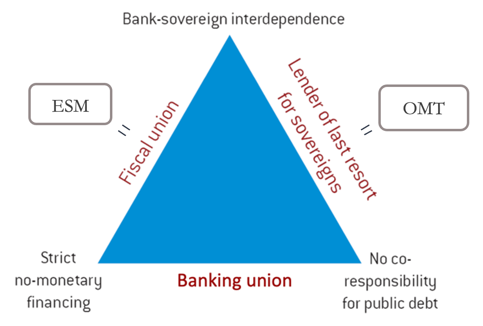 Bank-sovereign interdependence
ESM
=
Fiscal union
Lender of last resort
for sovereigns
=
OMT
Strict
no-monetary
financing
Banking union
No co-
responsibility
for public debt